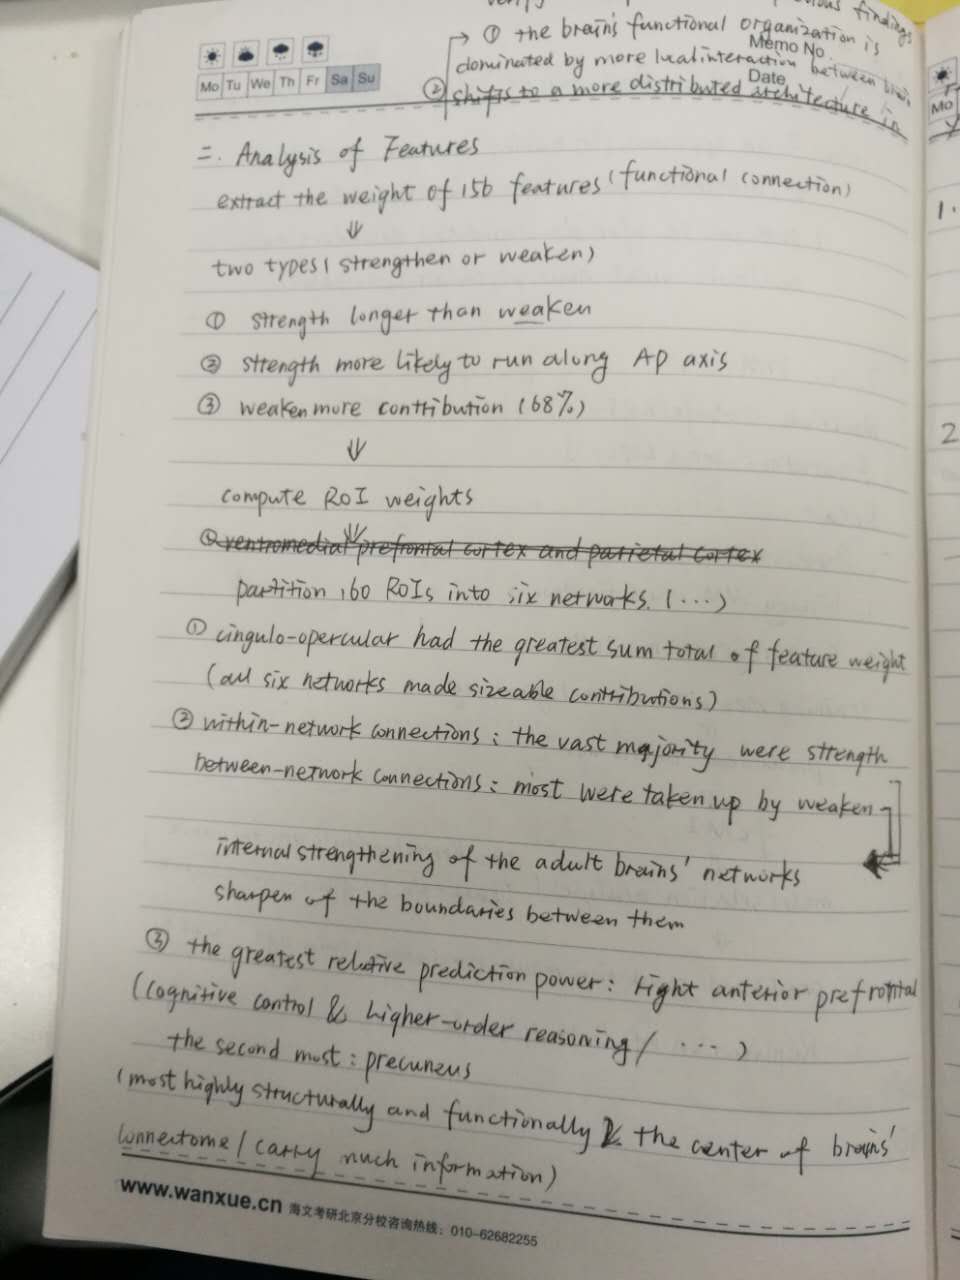 verify
findings
→ ① the brain's functional organization is
Memo No.
dominated by more local interaction between
Date
② shifts to a more distributed architecture in
Mo Tu We Th Fr Sa Su
Mo
二. Analysis of Features
extract the weight of 156 features (functional connection)
⇓
two types ( strengthen or weaken)
① strength longer than weaken
② strength more likely to run along AP axis
③ weaken more contribution (68%)
⇓
compute ROI weights
⇓
ventromedial prefrontal cortex and parietal cortex
partition 160 ROIs into six networks. (...)
① cingulo-opercular had the greatest sum total of feature weight
(all six networks made sizeable contributions)
② within-network connections: the vast majority were strength
between-network connections: most were taken up by weaken
internal strengthening of the adult brains' networks
sharpen of the boundaries between them
③ the greatest relative prediction power: right anterior prefrontal
(cognitive control & higher-order reasoning / ...)
the second most: precuneus
(most highly structurally and functionally & the center of brains'
connectome / carry much information)
www.wanxue.cn 海文考研北京分校咨询热线：010-62682255
1.
2